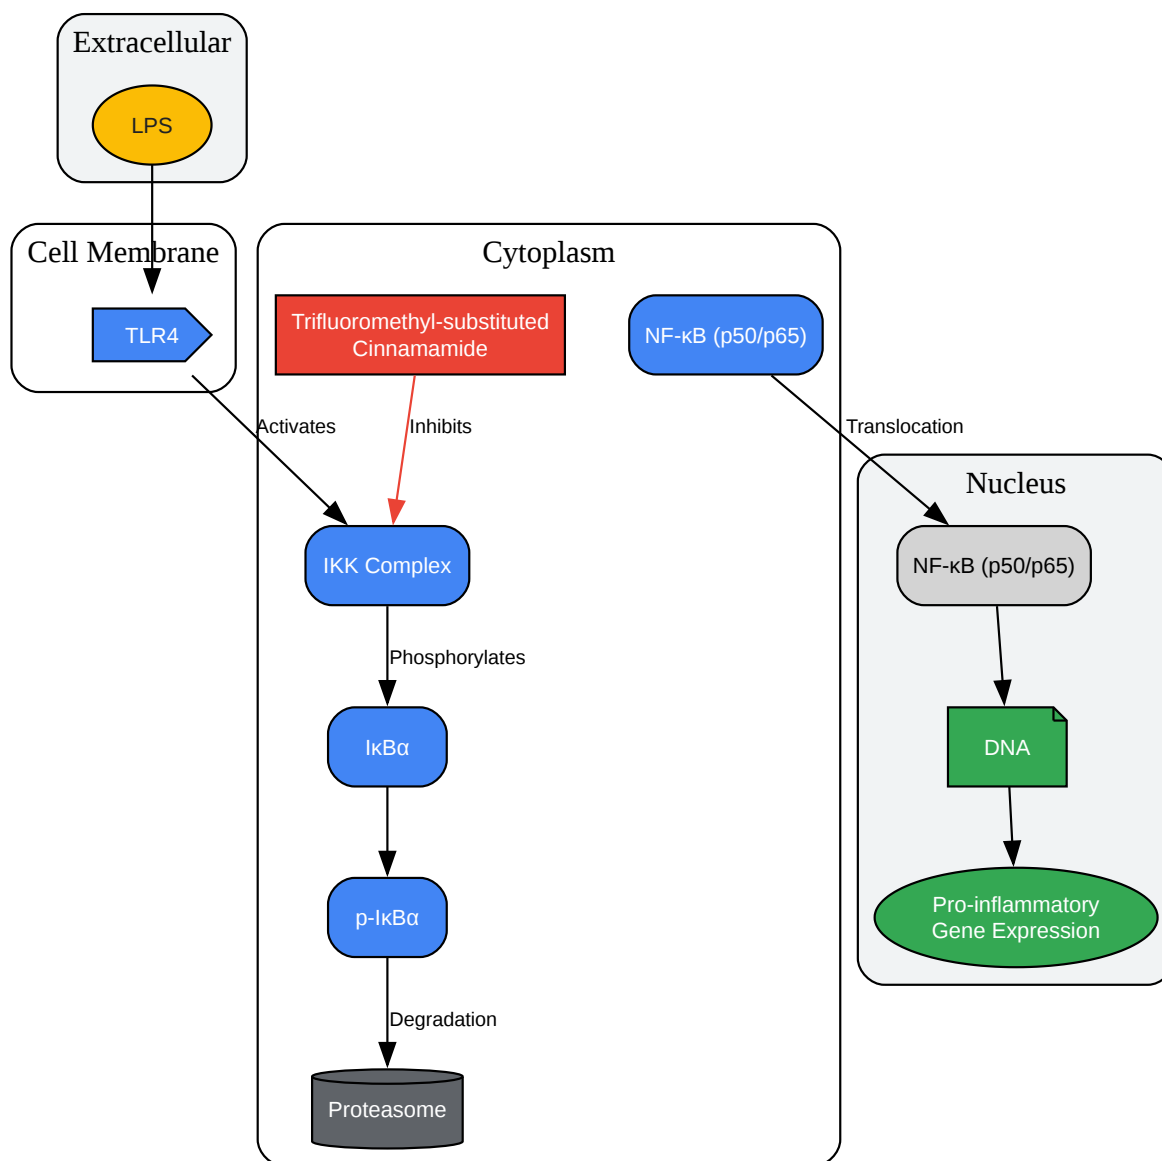 Extracellular
LPS
Cell Membrane
TLR4
Cytoplasm
Trifluoromethyl-substituted
Cinnamamide
NF-κB (p50/p65)
Activates
Inhibits
Translocation
Nucleus
IKK Complex
NF-κB (p50/p65)
Phosphorylates
IκBα
DNA
p-IκBα
Pro-inflammatory
Gene Expression
Degradation
Proteasome